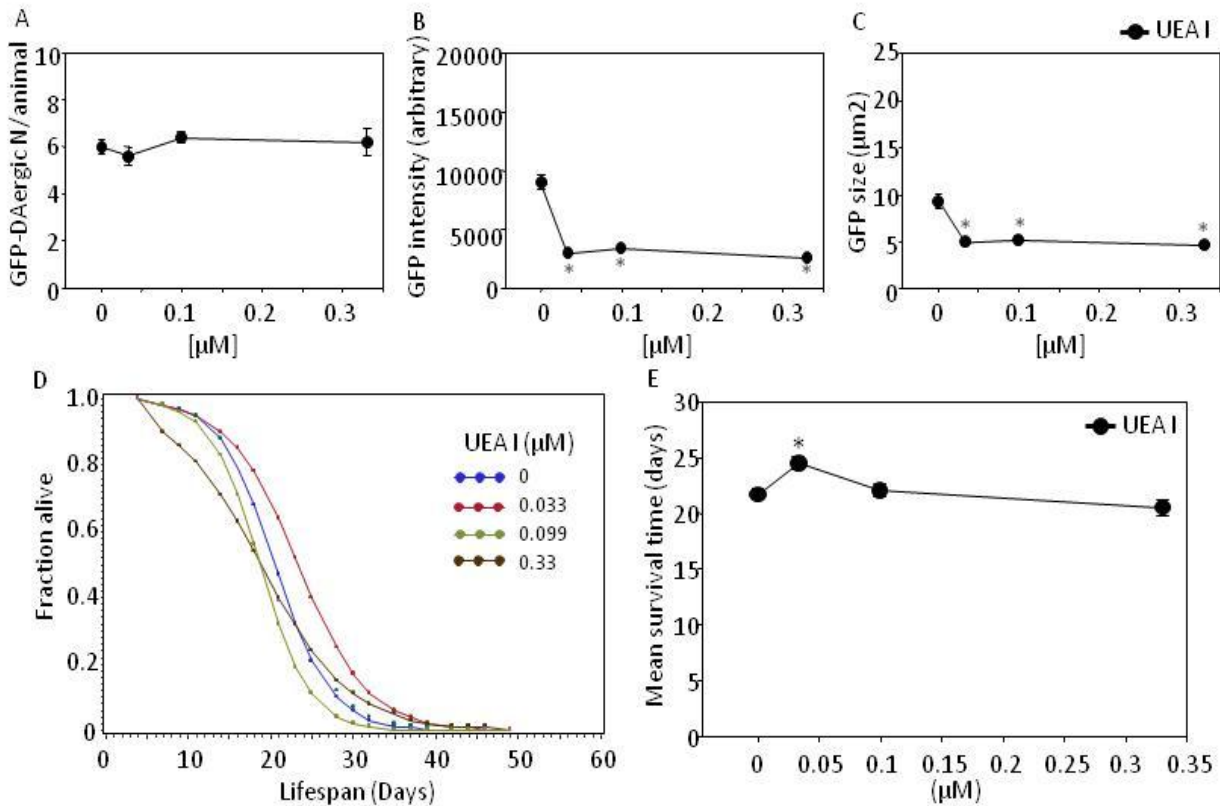 A
GFP-DAergic N/animal
10
8
6
4
2
0
0 0.1 0.2 0.3
[µM]
B
GFP intensity (arbitrary)
20000
15000
10000
5000
0
*
*
*
0 0.1 0.2 0.3
[µM]
C
UEA I
GFP size (µm2)
25
20
15
10
5
0
*
*
*
0 0.1 0.2 0.3
[µM]
D
Fraction alive
1.0
0.8
0.6
0.4
0.2
0
UEA I (µM)
0
0.033
0.099
0.33
0 10 20 30 40 50 60
Lifespan (Days)
E
UEA I
Mean survival time (days)
30
25
20
15
10
5
0
*
0 0.05 0.1 0.15 0.2 0.25 0.3 0.35
(µM)